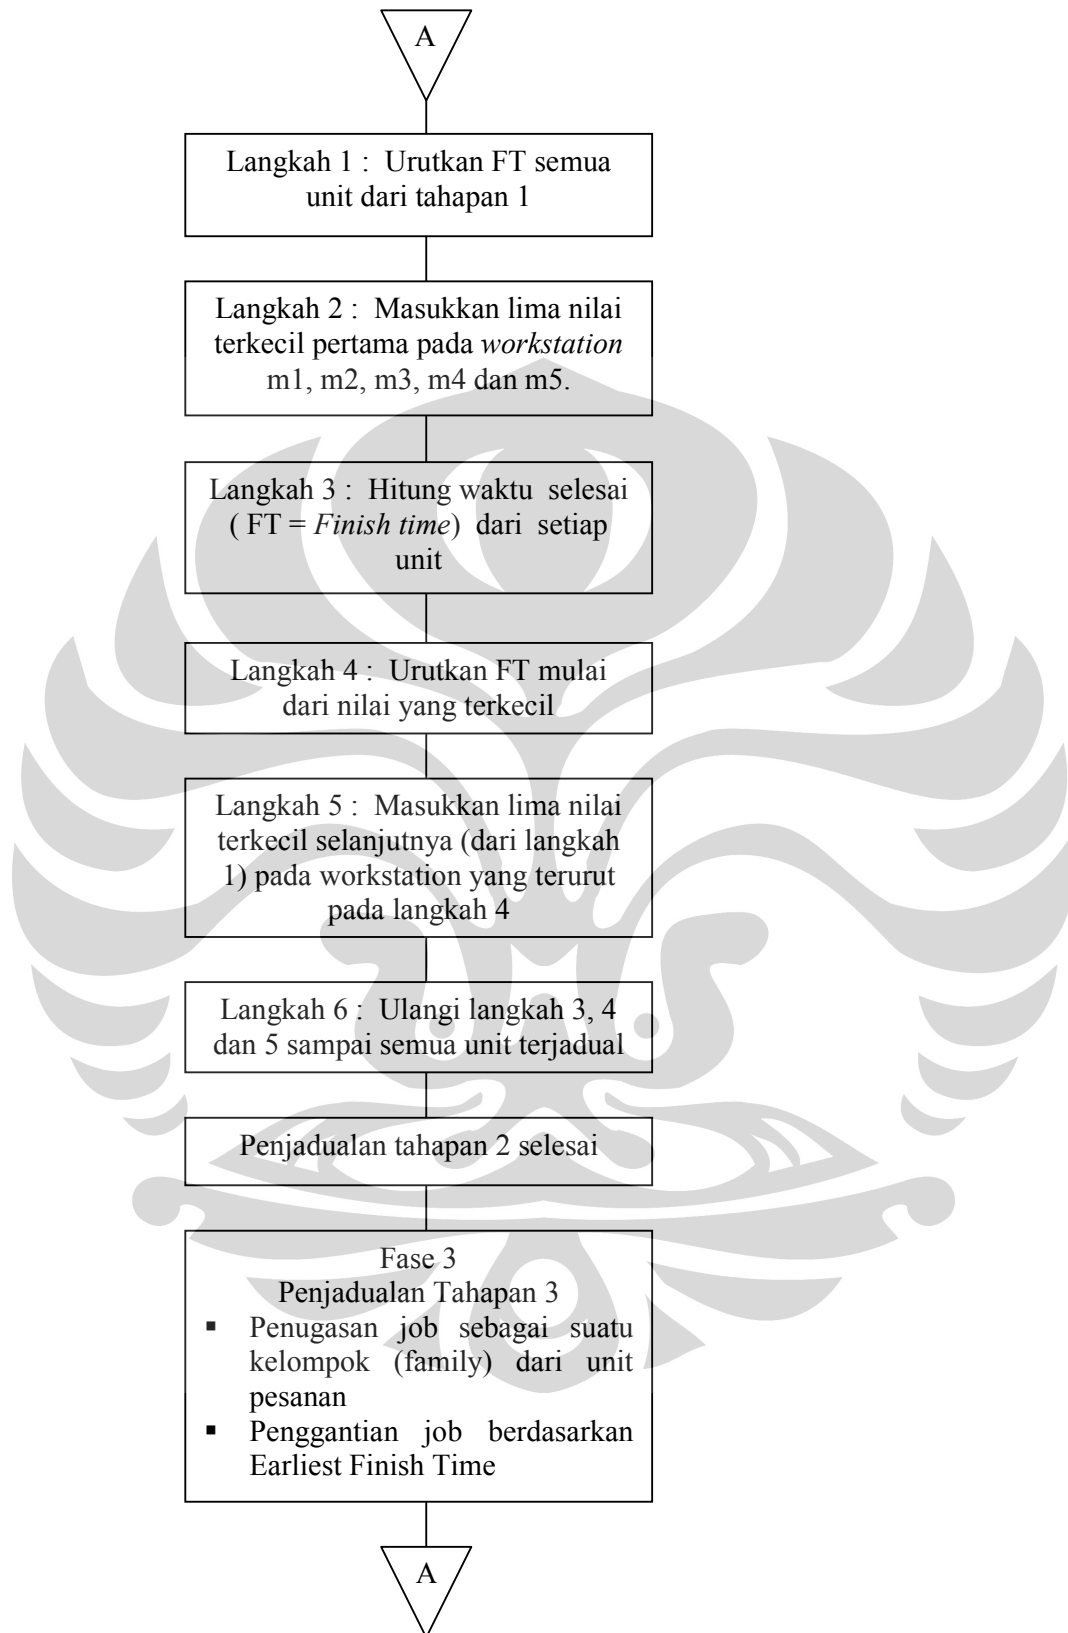 A
Langkah 1 : Urutkan FT semua
unit dari tahapan 1
Langkah 2 : Masukkan lima nilai
terkecil pertama pada workstation
m1, m2, m3, m4 dan m5.
Langkah 3 : Hitung waktu selesai
( FT = Finish time) dari setiap
unit
Langkah 4 : Urutkan FT mulai
dari nilai yang terkecil
Langkah 5 : Masukkan lima nilai
terkecil selanjutnya (dari langkah
1) pada workstation yang terurut
pada langkah 4
Langkah 6 : Ulangi langkah 3, 4
dan 5 sampai semua unit terjadual
Penjadualan tahapan 2 selesai
Fase 3
Penjadualan Tahapan 3
▪ Penugasan job sebagai suatu
kelompok (family) dari unit
pesanan
▪ Penggantian job berdasarkan
Earliest Finish Time
A